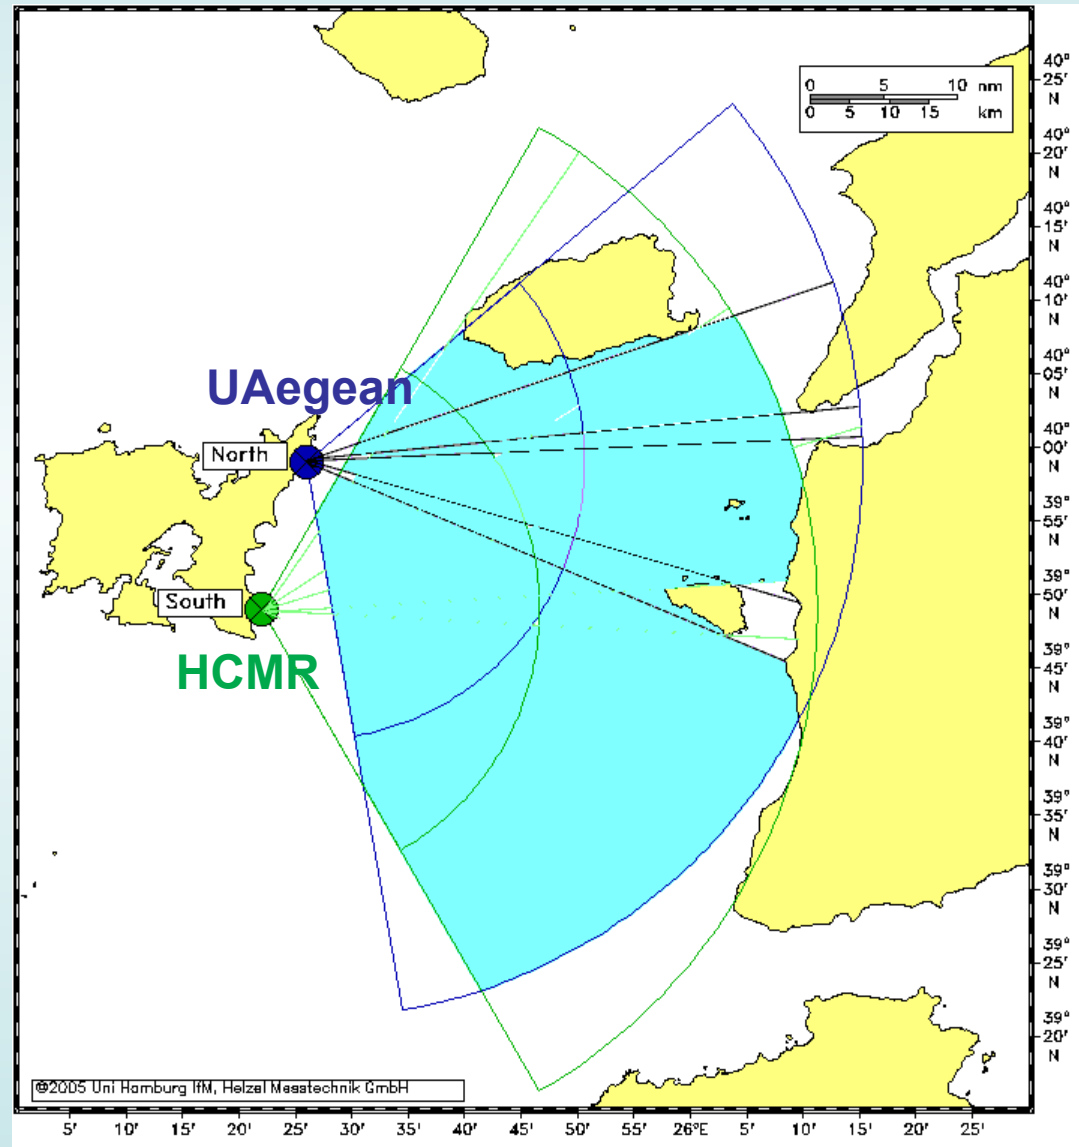 0 5 10 nm
0 5 10 15 km
40°
25'
N
40°
20'
N
40°
15'
N
40°
10'
N
40°
05'
N
40°
00'
N
39°
55'
N
39°
50'
N
39°
45'
N
39°
40'
N
39°
35'
N
39°
30'
N
39°
25'
N
39°
20'
N
UAegean
North
South
HCMR
©2005 Uni Hamburg IfM, Helzel Messtechnik GmbH
5' 10' 15' 20' 25' 30' 35' 40' 45' 50' 55' 26°E 5' 10' 15' 20' 25'